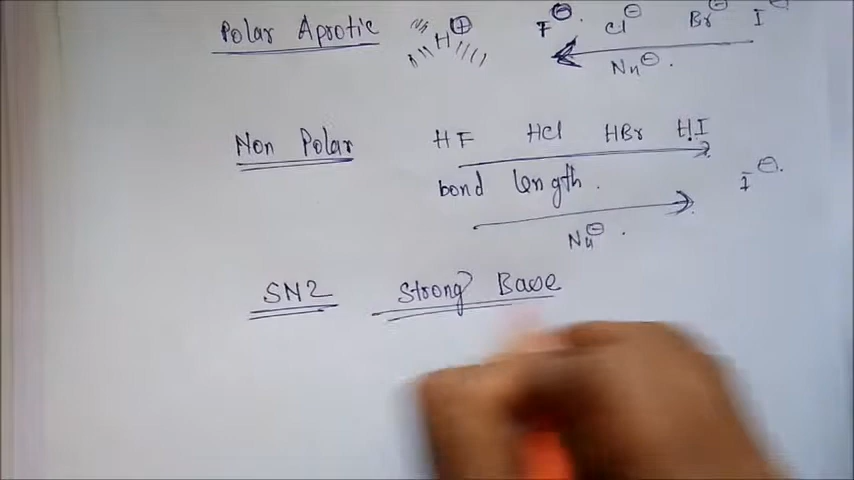 Polar Aprotic H⊕ F⊖ Cl⊖ Br⊖ I⊖
Nu⊖.
Non Polar HF HCl HBr HI
bond length.
I⊖.
Nu⊖.
SN2 Strong Base